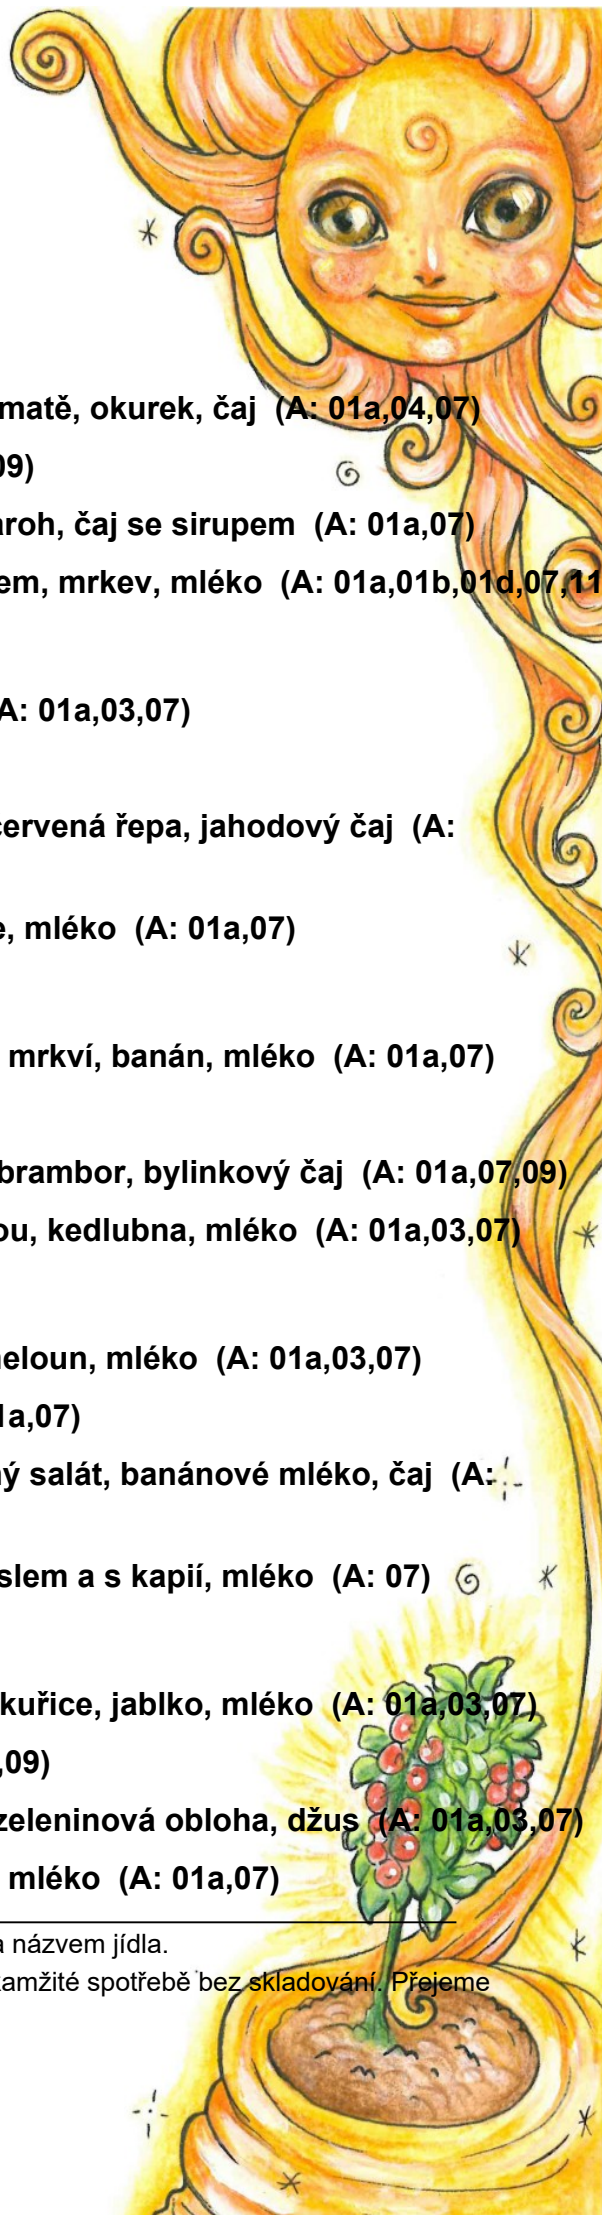 matě, okurek, čaj (A: 01a,04,07)
09)
aroh, čaj se sirupem (A: 01a,07)
em, mrkev, mléko (A: 01a,01b,01d,07,11
A: 01a,03,07)
červená řepa, jahodový čaj (A:
e, mléko (A: 01a,07)
mrkví, banán, mléko (A: 01a,07)
brambor, bylinkový čaj (A: 01a,07,09)
ou, kedlubna, mléko (A: 01a,03,07)
neloun, mléko (A: 01a,03,07)
1a,07)
ný salát, banánové mléko, čaj (A:
slem a s kapií, mléko (A: 07)
kuřice, jablko, mléko (A: 01a,03,07)
,09)
zeleninová obloha, džus (A: 01a,03,07)
mléko (A: 01a,07)
a názvem jídla.
kamžité spotřebě bez skladování. Přejeme